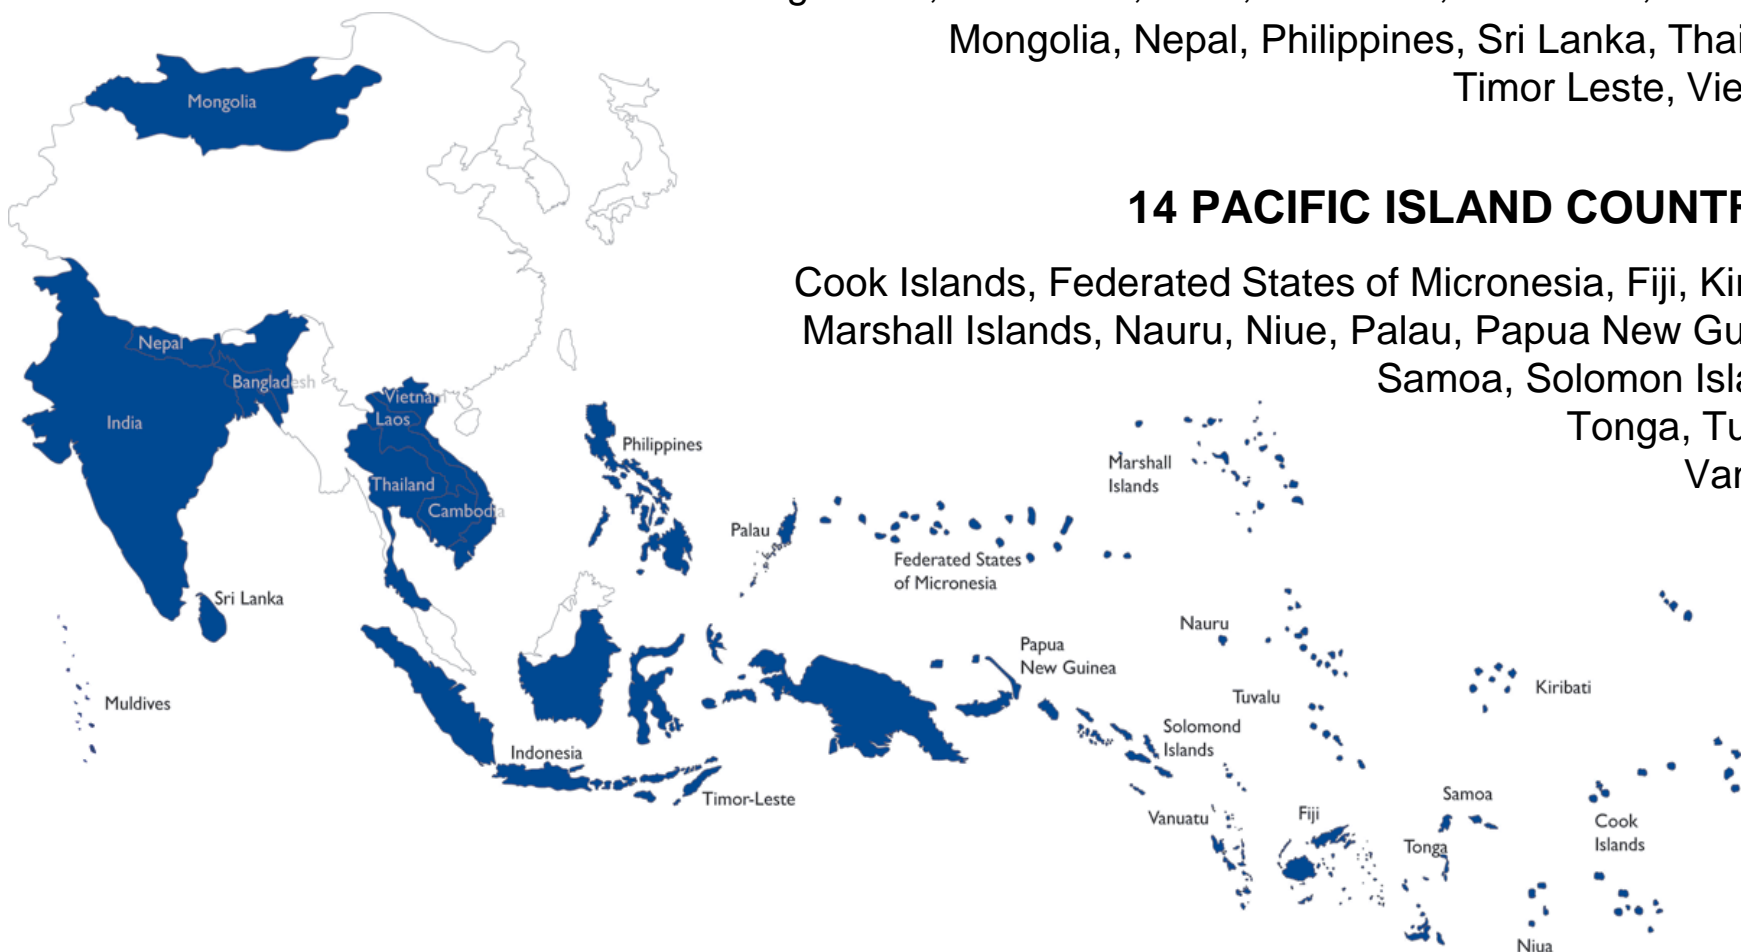 Mongolia, Nepal, Philippines, Sri Lanka, Thai
Timor Leste, Vie
14 PACIFIC ISLAND COUNTR
Cook Islands, Federated States of Micronesia, Fiji, Kir
Marshall Islands, Nauru, Niue, Palau, Papua New Gu
Samoa, Solomon Isla
Tonga, Tu
Van
Mongolia
Nepal
Bangladesh
India
Vietnam
Laos
Thailand
Cambodia
Philippines
Marshall
Islands
Palau
Federated States
of Micronesia
Sri Lanka
Nauru
Papua
New Guinea
Kiribati
Muldives
Tuvalu
Solomond
Islands
Indonesia
Timor-Leste
Samoa
Vanuatu
Fiji
Cook
Islands
Tonga
Niua